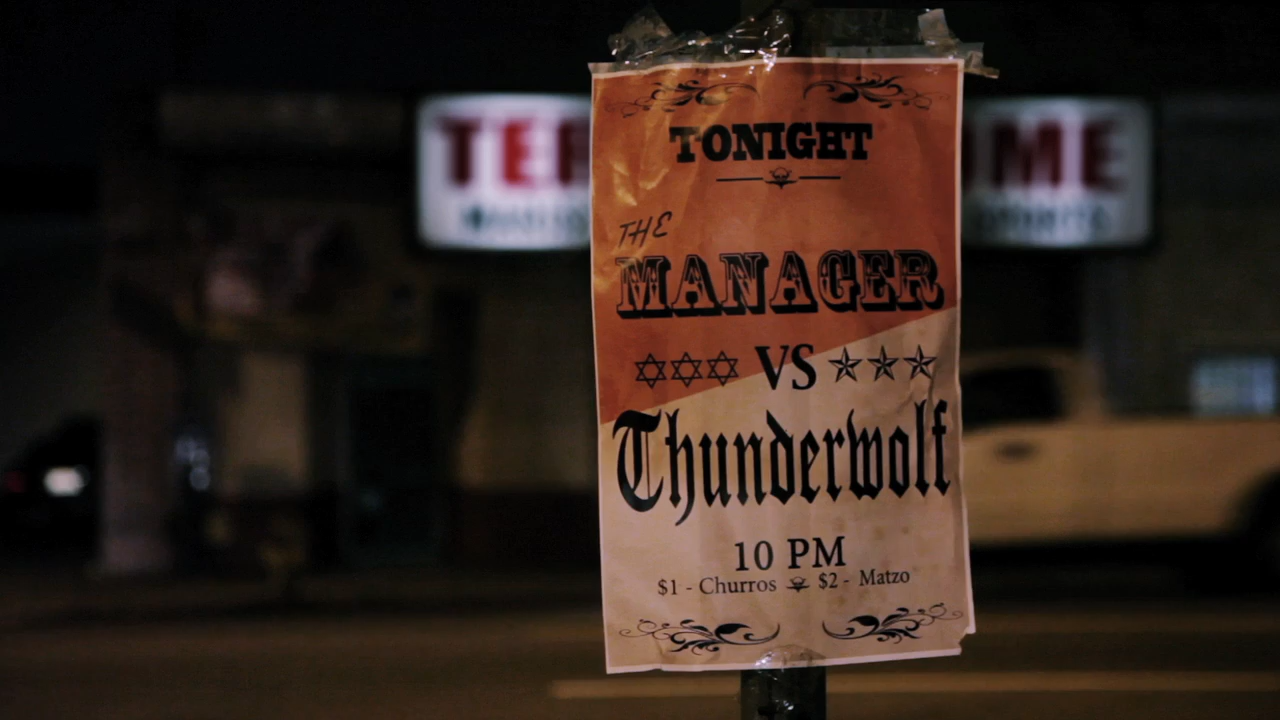 TONIGHT
THE
MANAGER
VS
Thunderwolf
10 PM
$1 - Churros $2 - Matzo